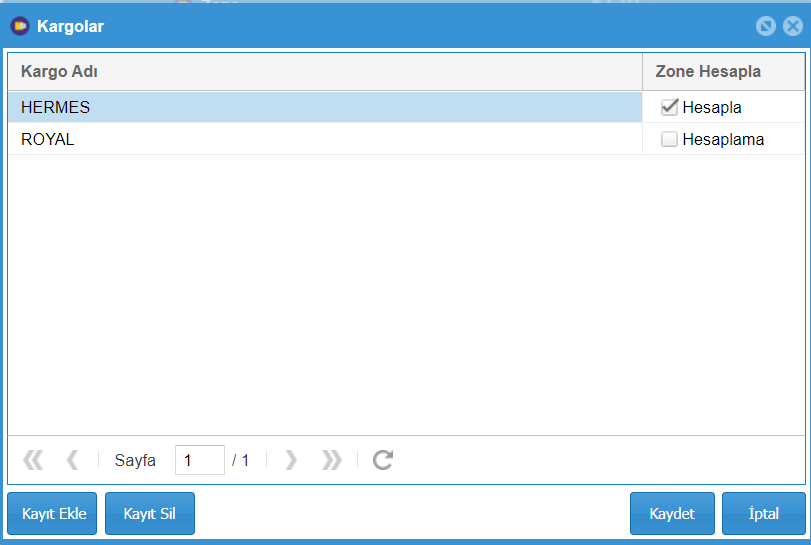 Kargolar
Kargo Adı Zone Hesapla
HERMES Hesapla
ROYAL Hesaplama
Sayfa 1 / 1
Kayıt Ekle Kayıt Sil Kaydet İptal